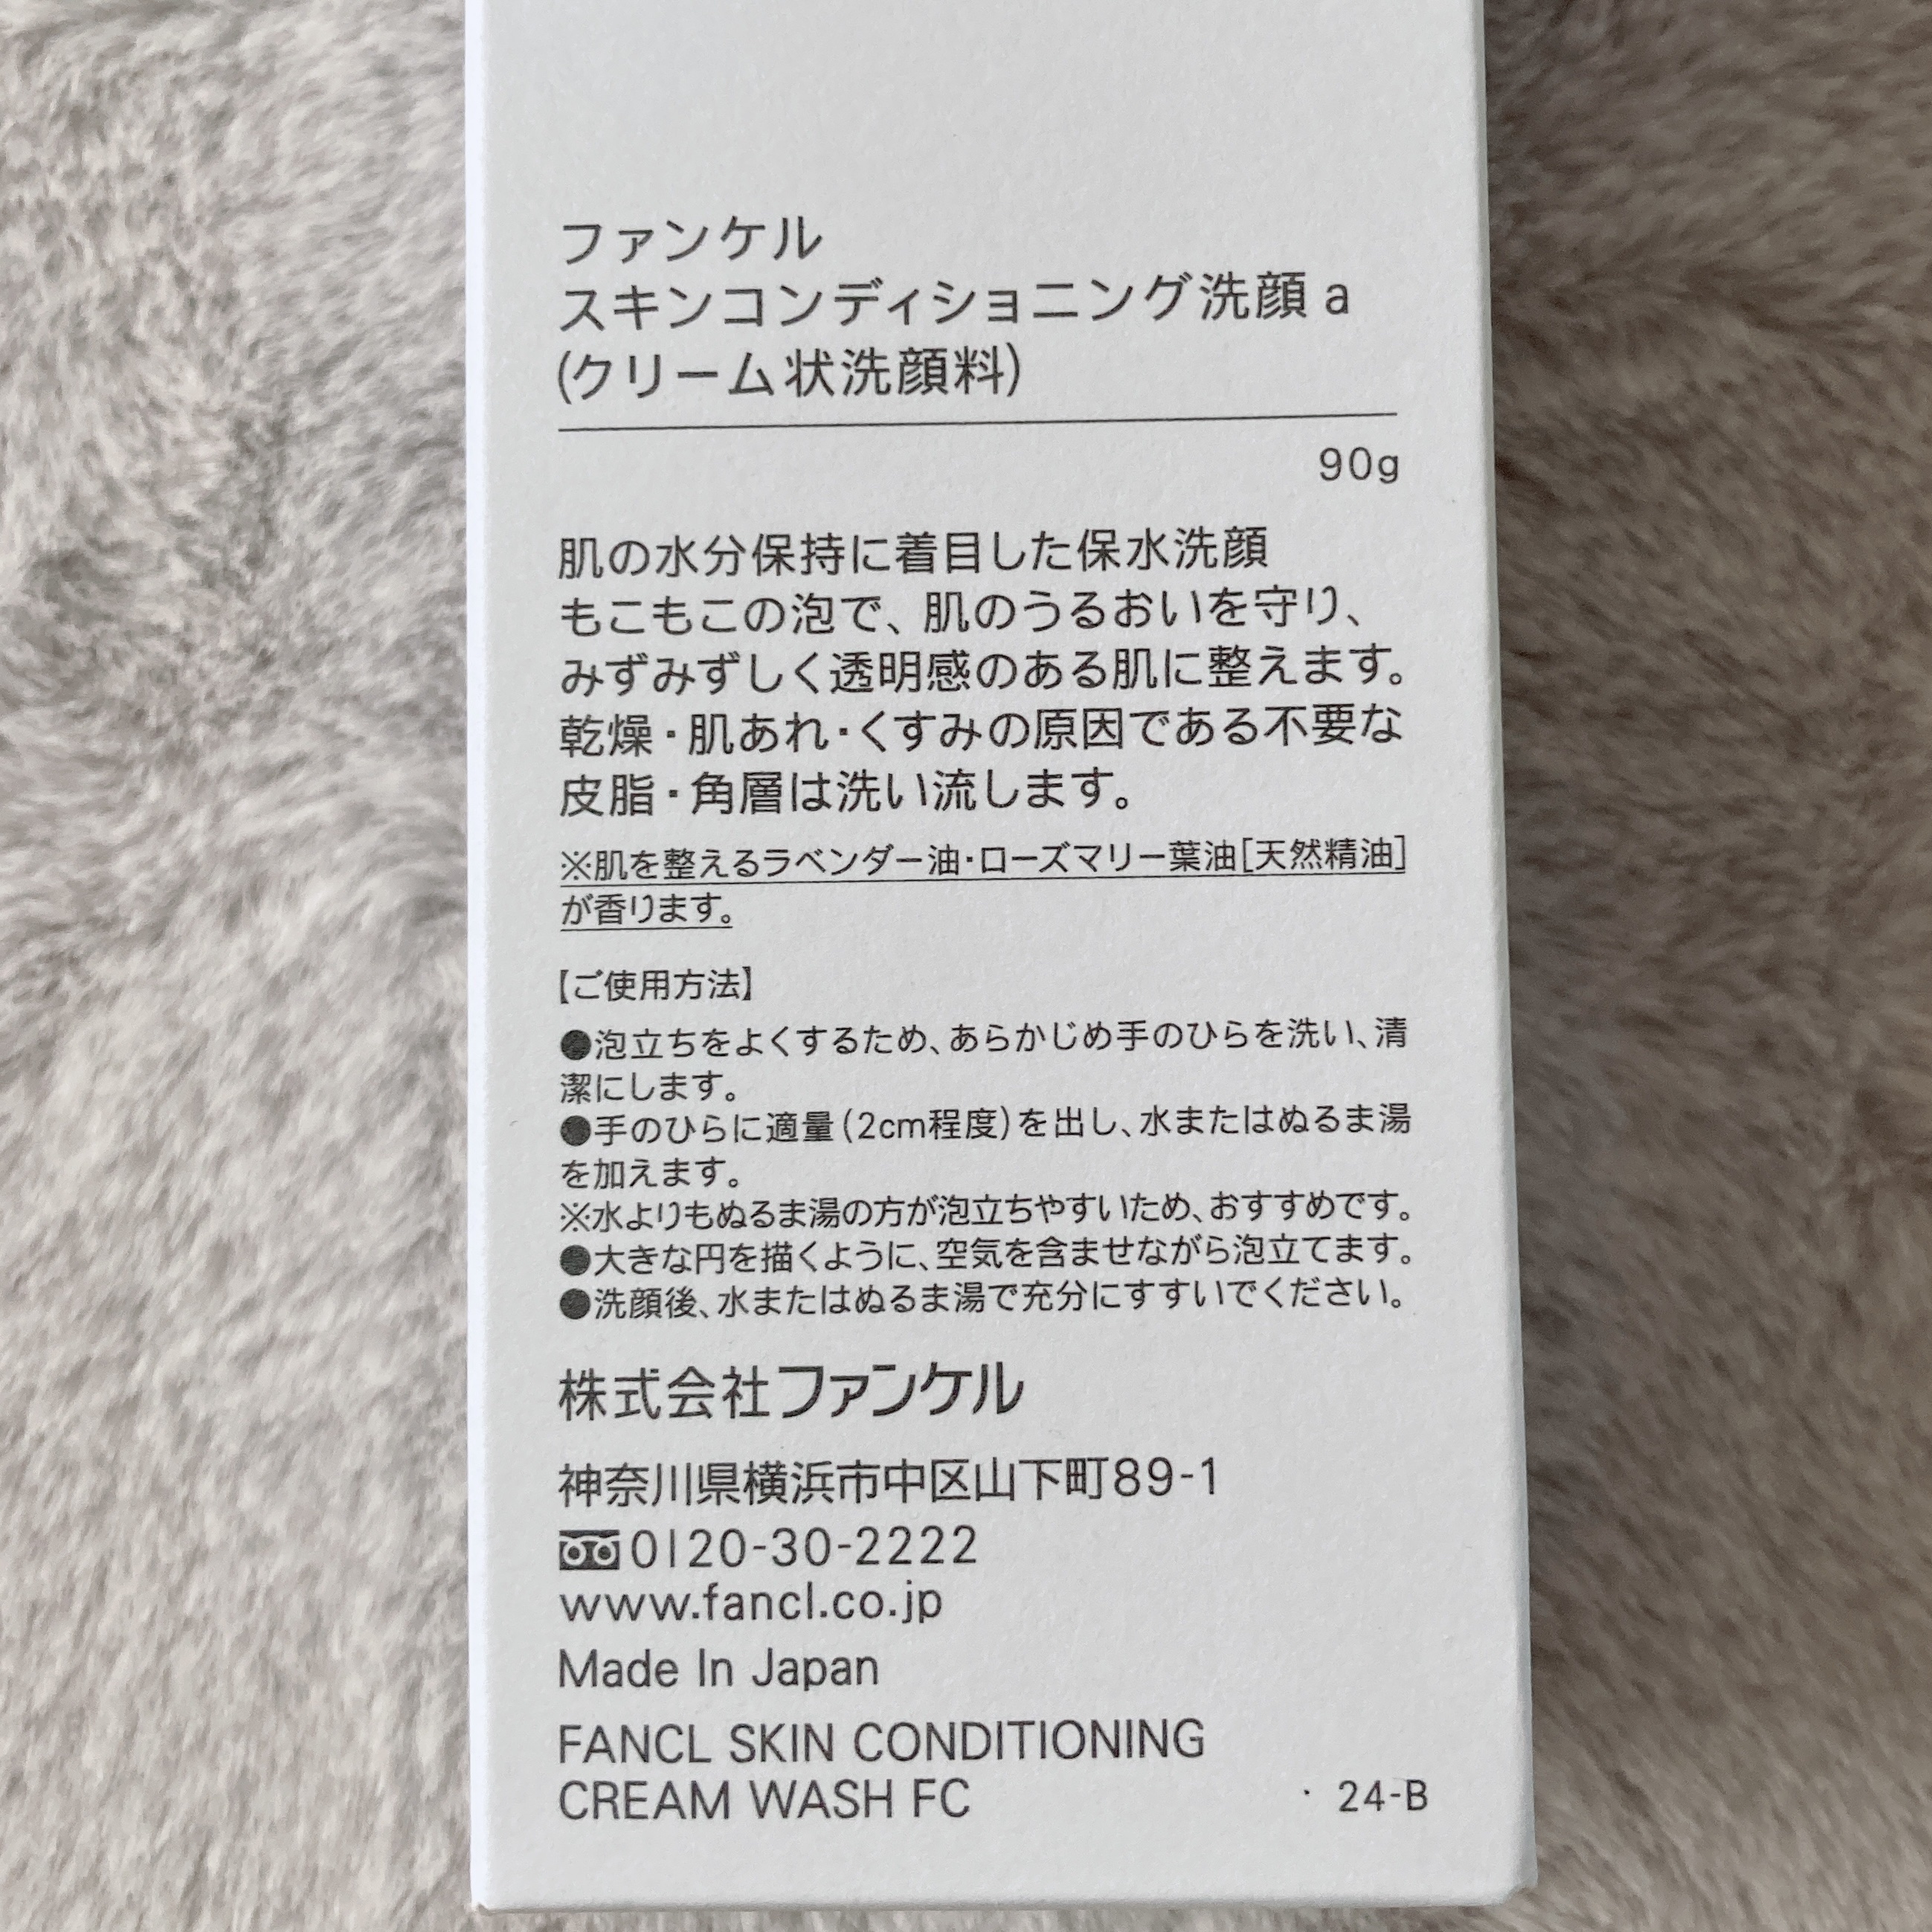 ファンケル
スキンコンディショニング洗顔 a
(クリーム状洗顔料)
90g
肌の水分保持に着目した保水洗顔
もこもこの泡で、肌のうるおいを守り、
みずみずしく透明感のある肌に整えます。
乾燥・肌あれ・くすみの原因である不要な
皮脂・角層は洗い流します。
※肌を整えるラベンダー油・ローズマリー葉油[天然精油]
が香ります。
【ご使用方法】
●泡立ちをよくするため、あらかじめ手のひらを洗い、清
潔にします。
●手のひらに適量(2cm程度)を出し、水またはぬるま湯
を加えます。
※水よりもぬるま湯の方が泡立ちやすいため、おすすめです。
●大きな円を描くように、空気を含ませながら泡立てます。
●洗顔後、水またはぬるま湯で充分にすすいでください。
株式会社ファンケル
神奈川県横浜市中区山下町89-1
0120-30-2222
www.fancl.co.jp
Made In Japan
FANCL SKIN CONDITIONING
CREAM WASH FC
・ 24-B